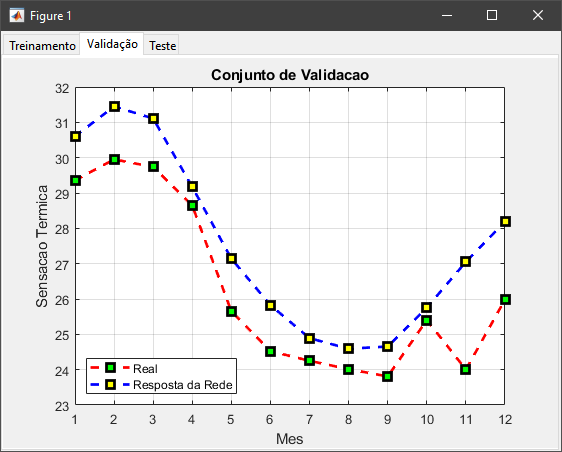 Figure 1
Treinamento Validação Teste
Conjunto de Validacao
32
31
30
29
28
27
26
25
24
23
Sensacao Termica
Real
Resposta da Rede
1 2 3 4 5 6 7 8 9 10 11 12
Mes